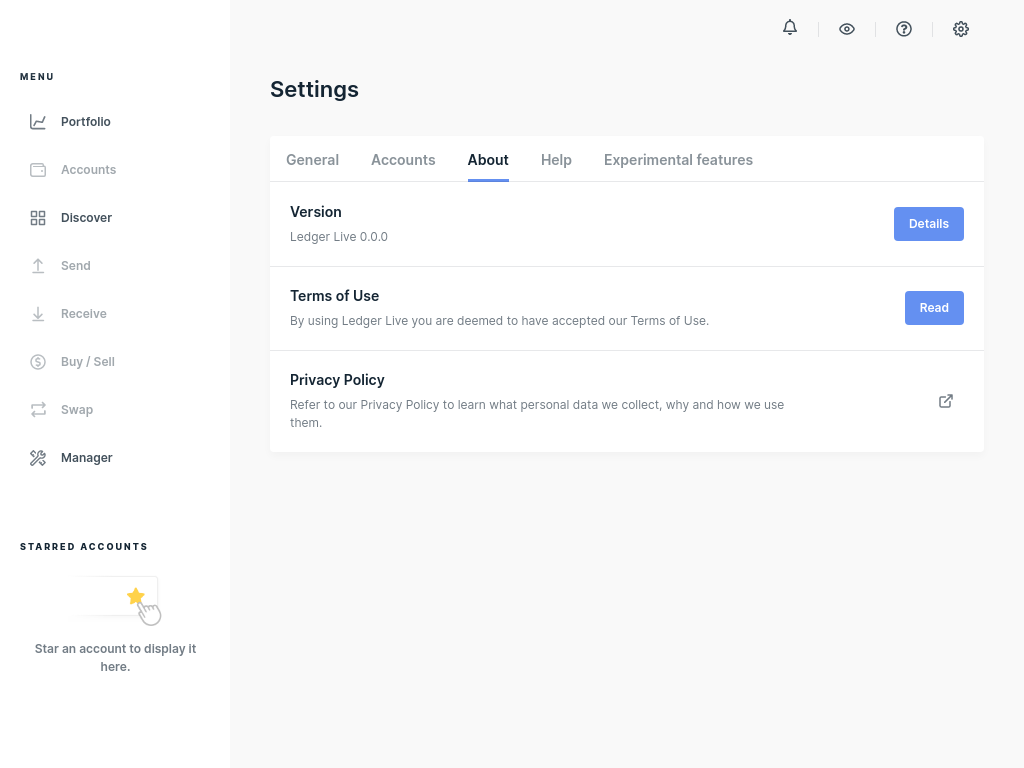 MENU
Portfolio
Accounts
Discover
Send
Receive
Buy / Sell
Swap
Manager
STARRED ACCOUNTS
Star an account to display it
here.
Settings
General Accounts About Help Experimental features
Version
Ledger Live 0.0.0
Details
Terms of Use
By using Ledger Live you are deemed to have accepted our Terms of Use.
Read
Privacy Policy
Refer to our Privacy Policy to learn what personal data we collect, why and how we use
them.